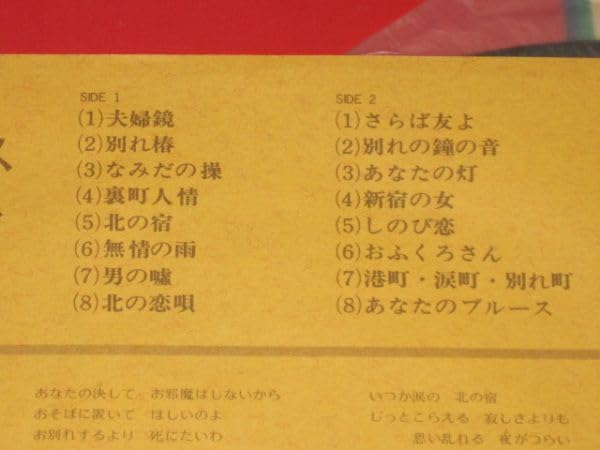 SIDE 1
(1)夫婦鏡
(2)別れ椿
(3)なみだの操
(4)裏町人情
(5)北の宿
(6)無情の雨
(7)男の嘘
(8)北の恋唄
SIDE 2
(1)さらば友よ
(2)別れの鐘の音
(3)あなたの灯
(4)新宿の女
(5)しのび恋
(6)おふくろさん
(7)港町・涙町・別れ町
(8)あなたのブルース
あなたの決して お邪魔はしないから
おそばに置いて ほしいのよ
お別れするより 死にたいわ
いつか涙の 北の宿
じっとこらえる 寂しさよりも
思い乱れる 夜がつらい